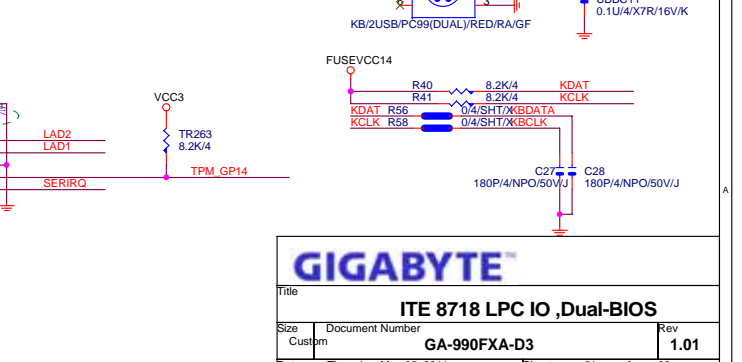 3
KB/2USB/PC99(DUAL)/RED/RA/GF
0.1U/4/X7R/16V/K
FUSEVCC14
R40 8.2K/4 KDAT
R41 8.2K/4 KCLK
KDAT R56 0/4/SHT/X KBDATA
KCLK R58 0/4/SHT/X KBCLK
VCC3
TR263
8.2K/4
LAD2
LAD1
TPM_GP14
SERIRQ
C27 C28
180P/4/NPO/50V/J 180P/4/NPO/50V/J
A
GIGABYTE™
Title
ITE 8718 LPC IO ,Dual-BIOS
Size Document Number Rev
Custom GA-990FXA-D3 1.01